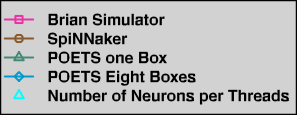 Brian Simulator
SpiNNaker
POETS one Box
POETS Eight Boxes
Number of Neurons per Threads